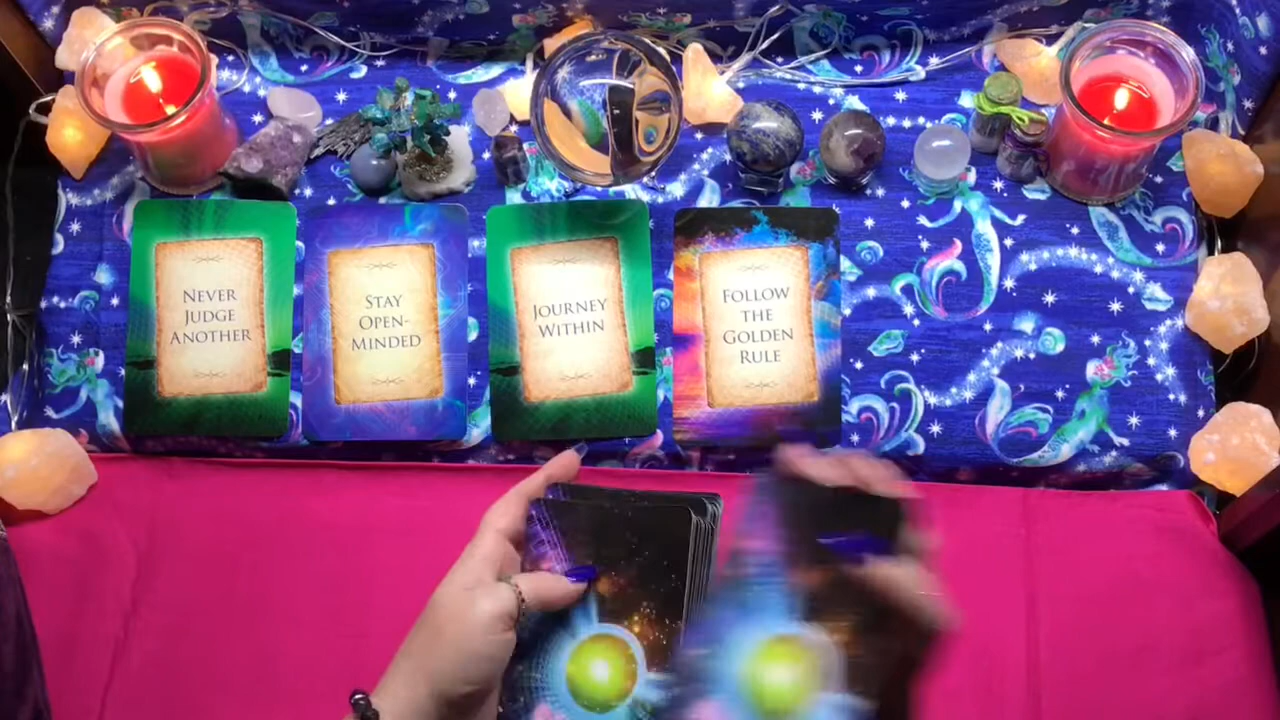 NEVER
JUDGE
ANOTHER
STAY
OPEN-
MINDED
JOURNEY
WITHIN
FOLLOW
THE
GOLDEN
RULE